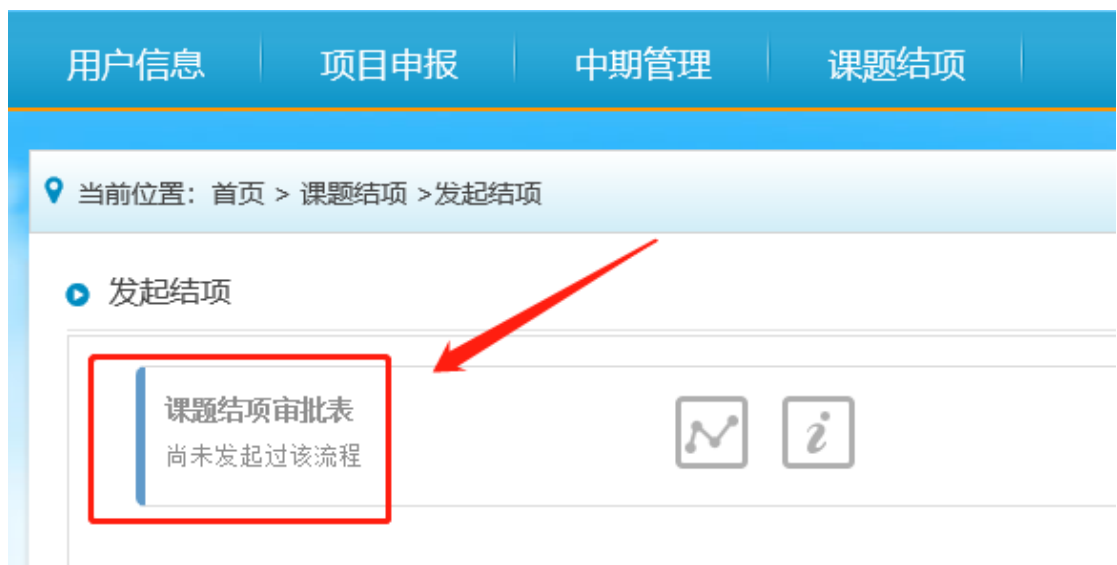 用户信息 项目申报 中期管理 课题结项
当前位置：首页 > 课题结项 >发起结项
发起结项
课题结项审批表
尚未发起过该流程